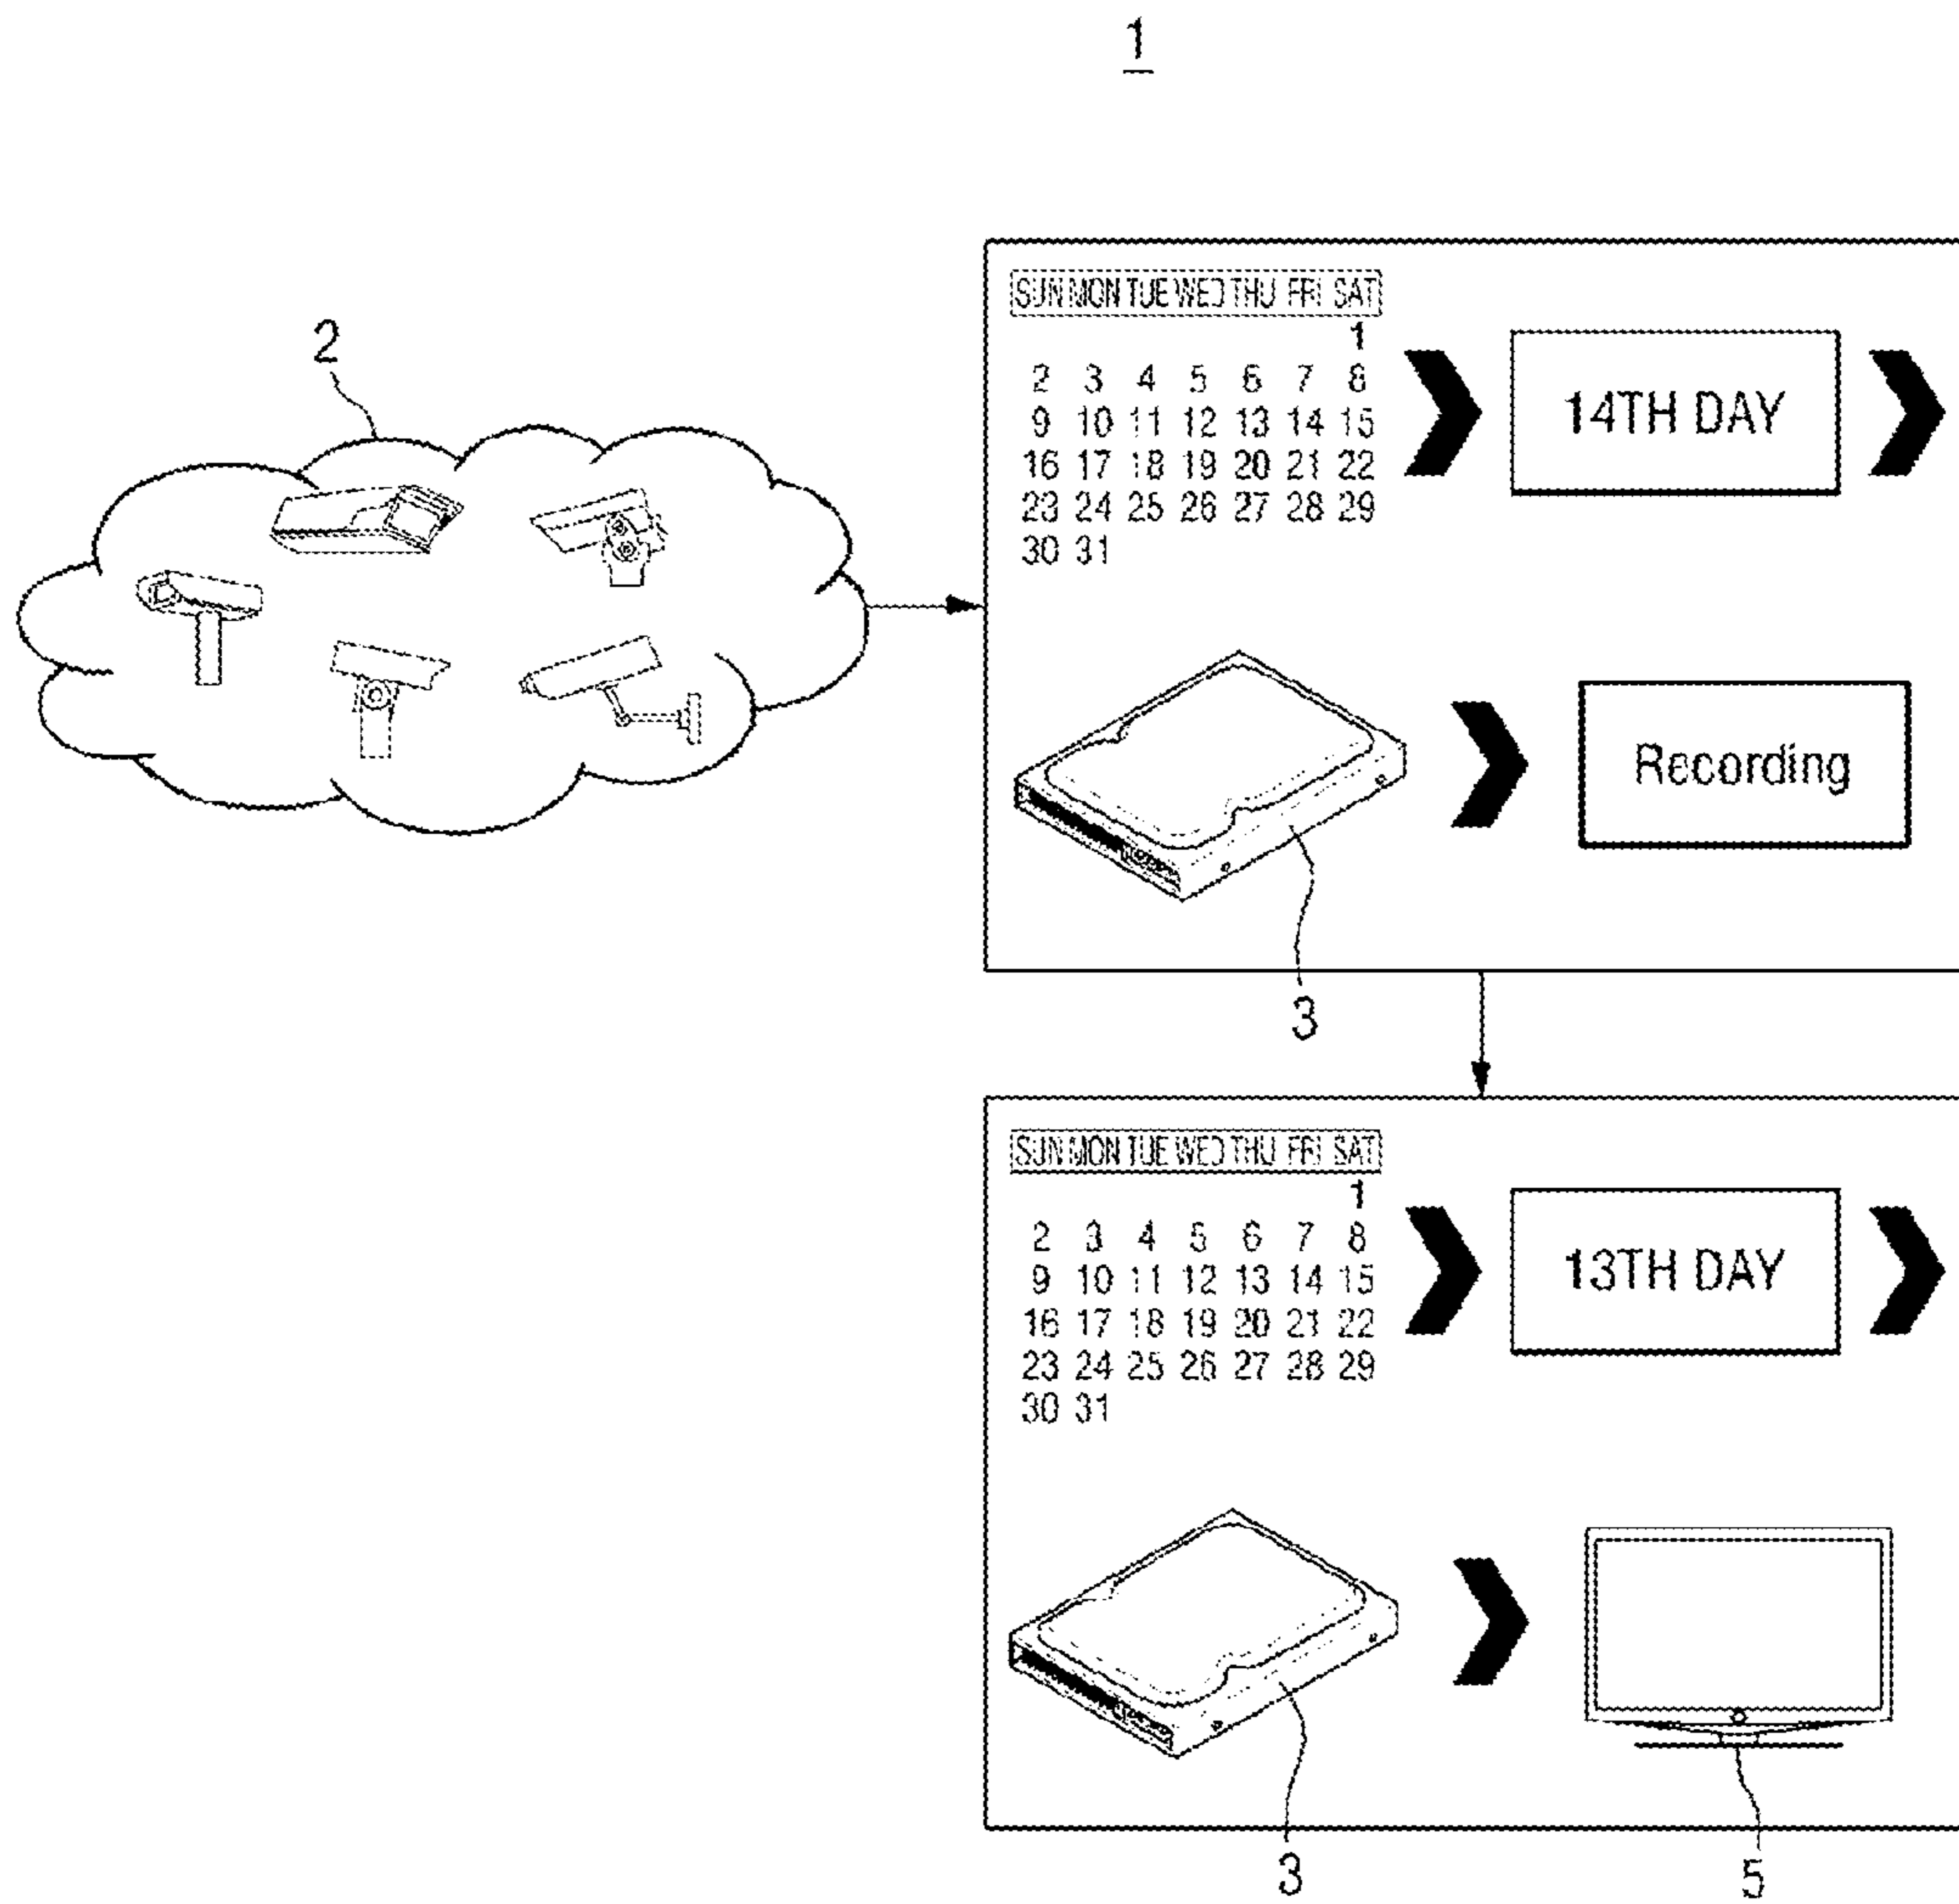 1
2
SUN MON TUE WED THU FRI SAT
1
2 3 4 5 6 7 8
9 10 11 12 13 14 15
16 17 18 19 20 21 22
23 24 25 26 27 28 29
30 31
14TH DAY
Recording
3
SUN MON TUE WED THU FRI SAT
1
2 3 4 5 6 7 8
9 10 11 12 13 14 15
16 17 18 19 20 21 22
23 24 25 26 27 28 29
30 31
13TH DAY
3
5